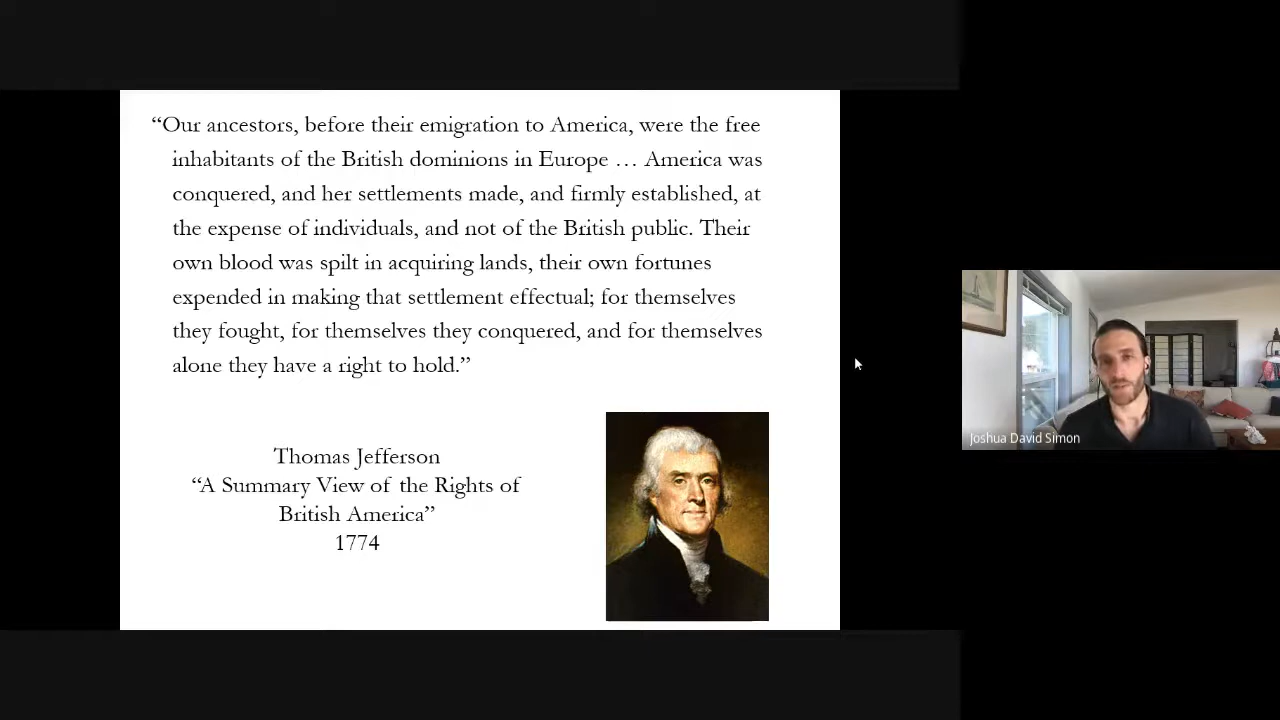 “Our ancestors, before their emigration to America, were the free
inhabitants of the British dominions in Europe … America was
conquered, and her settlements made, and firmly established, at
the expense of individuals, and not of the British public. Their
own blood was spilt in acquiring lands, their own fortunes
expended in making that settlement effectual; for themselves
they fought, for themselves they conquered, and for themselves
alone they have a right to hold.”
Thomas Jefferson
“A Summary View of the Rights of
British America”
1774
Joshua David Simon